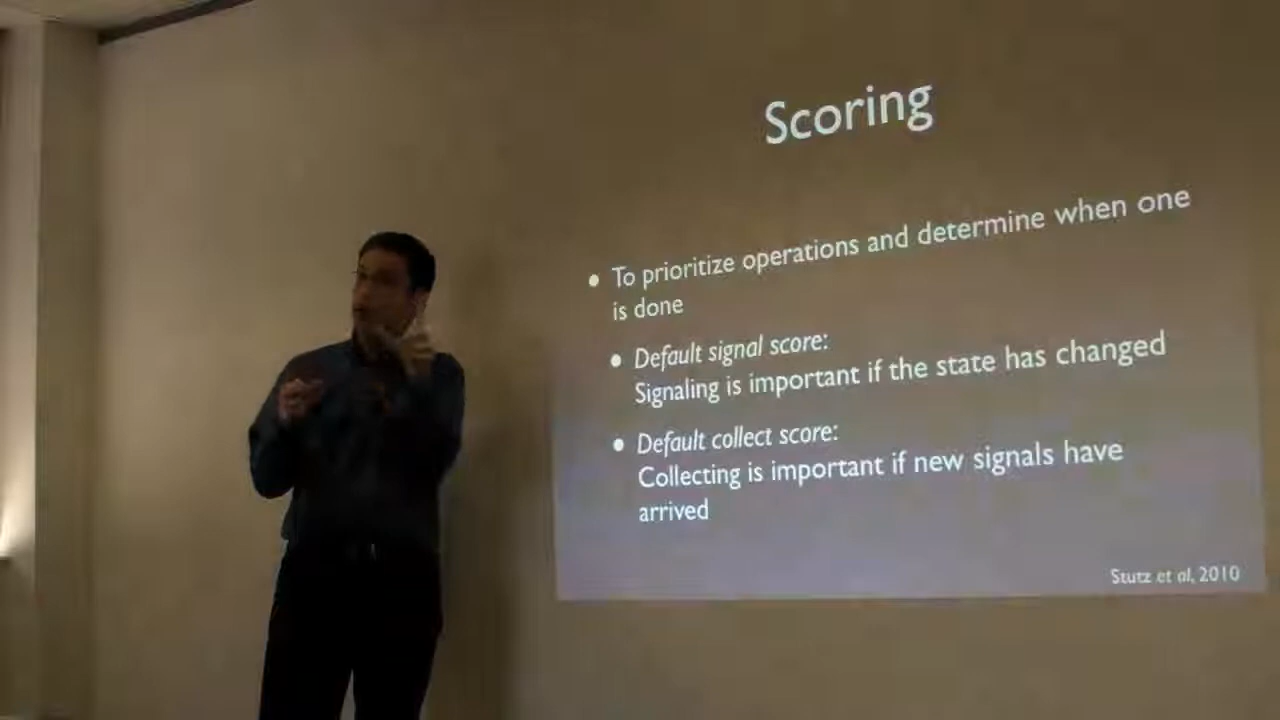 Scoring
• To prioritize operations and determine when one
is done
• Default signal score:
Signaling is important if the state has changed
• Default collect score:
Collecting is important if new signals have
arrived
Stutz et al, 2010